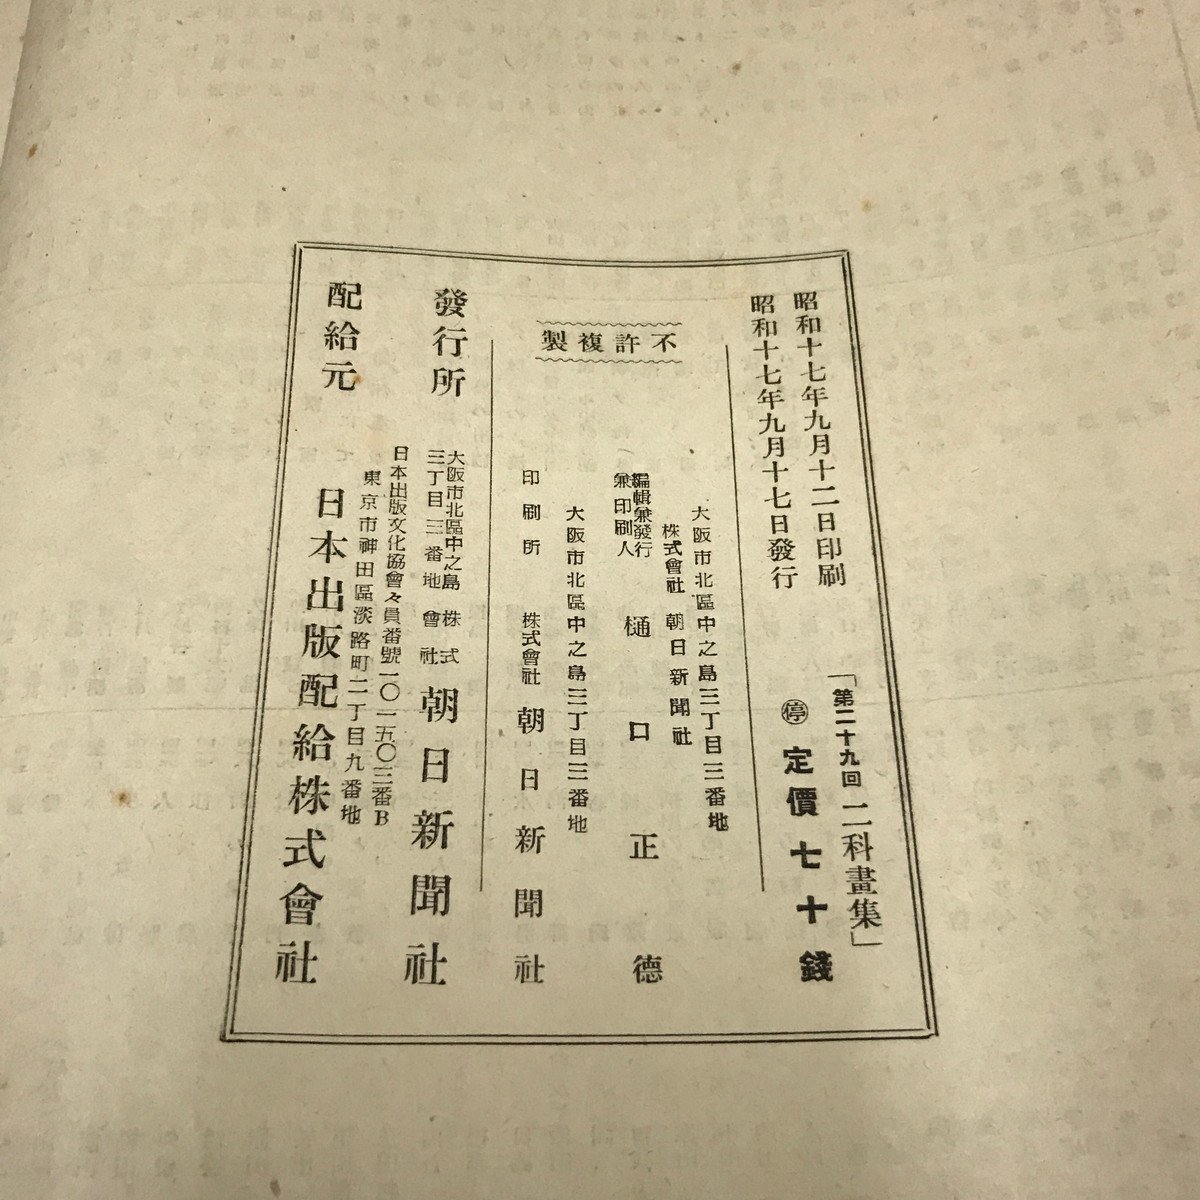 昭和十七年九月十二日印刷
昭和十七年九月十七日發行
「第二十九回 二科畫集」
㊡ 定價七十錢
不許複製
大阪市北區中之島三丁目三番地
株式會社 朝日新聞社
編輯兼發行
兼印刷人 樋口正德
大阪市北區中之島三丁目三番地
印刷所 株式會社 朝日新聞社
發行所
大阪市北區中之島
三丁目三番地
株式會社 朝日新聞社
日本出版文化協會々員番號一〇一五〇三番B
東京市神田區淡路町二丁目九番地
配給元 日本出版配給株式會社